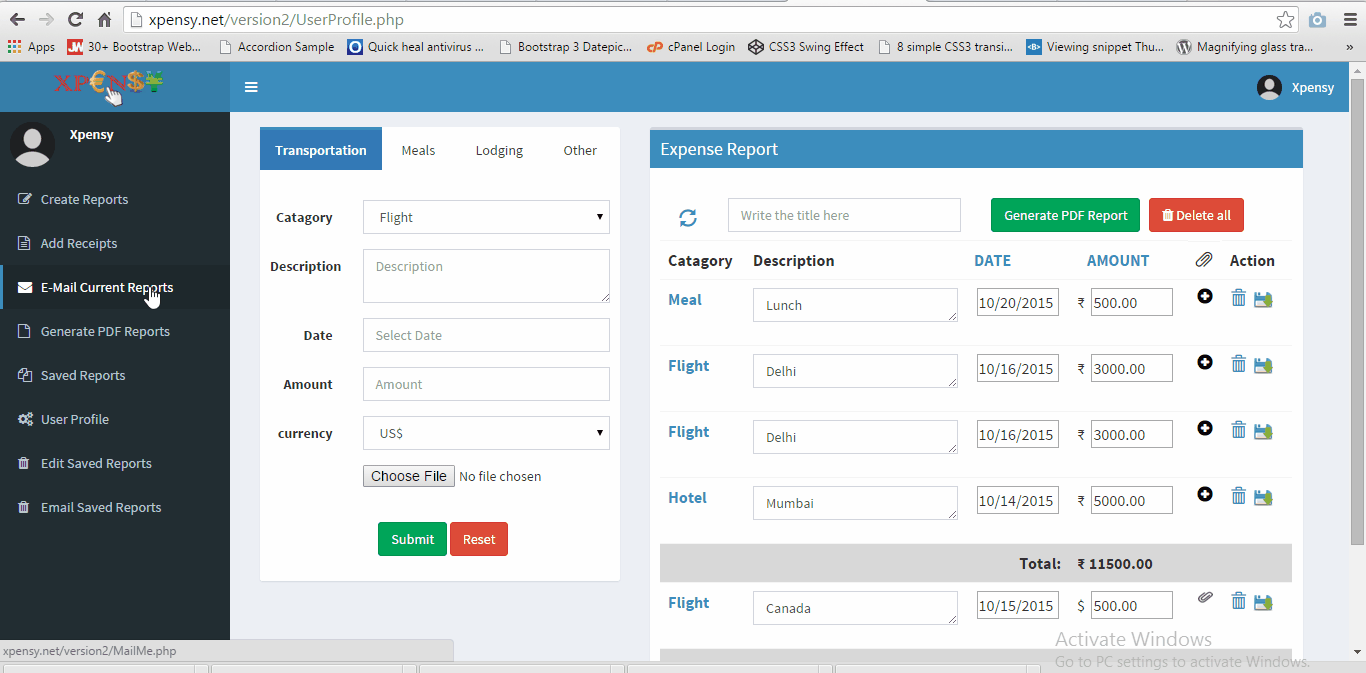 xpensy.net/version2/UserProfile.php
Apps 30+ Bootstrap Web... Accordion Sample Quick heal antivirus ... Bootstrap 3 Datepic... cPanel Login CSS3 Swing Effect 8 simple CSS3 transi... Viewing snippet Thu... Magnifying glass tra... »
XP€N$¥
Xpensy
Xpensy
Create Reports
Add Receipts
E-Mail Current Reports
Generate PDF Reports
Saved Reports
User Profile
Edit Saved Reports
Email Saved Reports
Transportation Meals Lodging Other
Catagory Flight
Description Description
Date Select Date
Amount Amount
currency US$
Choose File No file chosen
Submit Reset
Expense Report
Write the title here Generate PDF Report Delete all
Catagory Description DATE AMOUNT Action
Meal Lunch 10/20/2015 ₹ 500.00
Flight Delhi 10/16/2015 ₹ 3000.00
Flight Delhi 10/16/2015 ₹ 3000.00
Hotel Mumbai 10/14/2015 ₹ 5000.00
Total: ₹ 11500.00
Flight Canada 10/15/2015 $ 500.00
Activate Windows
Go to PC settings to activate Windows.
xpensy.net/version2/MailMe.php